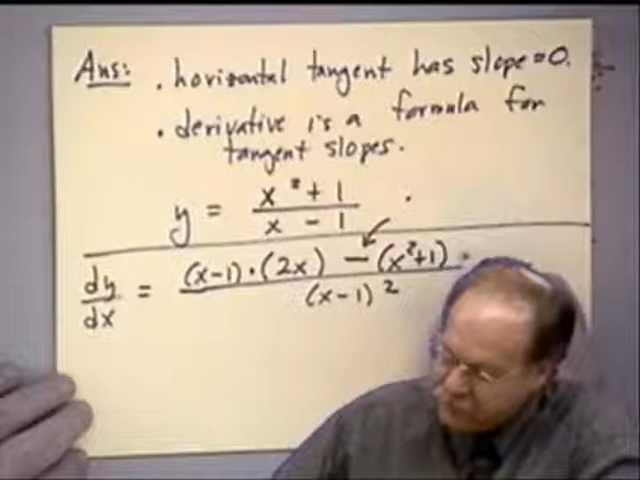 Ans: . horizontal tangent has slope = 0.
. derivative is a formula for
tangent slopes.
y = (x² + 1) / (x - 1) .
dy/dx = ((x-1)·(2x) - (x²+1)·) / (x-1)²